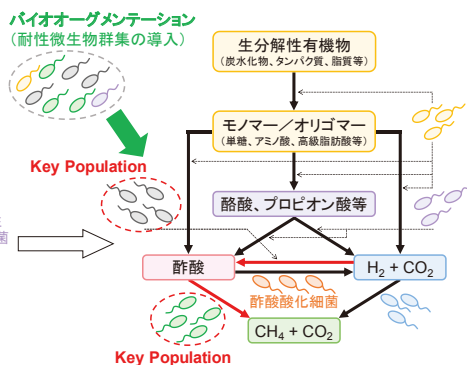 バイオオーグメンテーション
(耐性微生物群集の導入)
生分解性有機物
(炭水化物、タンパク質、脂質等)
モノマー／オリゴマー
(単糖、アミノ酸、高級脂肪酸等)
Key Population
酪酸、プロピオン酸等
菌
酢酸
H₂ + CO₂
酢酸酸化細菌
CH₄ + CO₂
Key Population